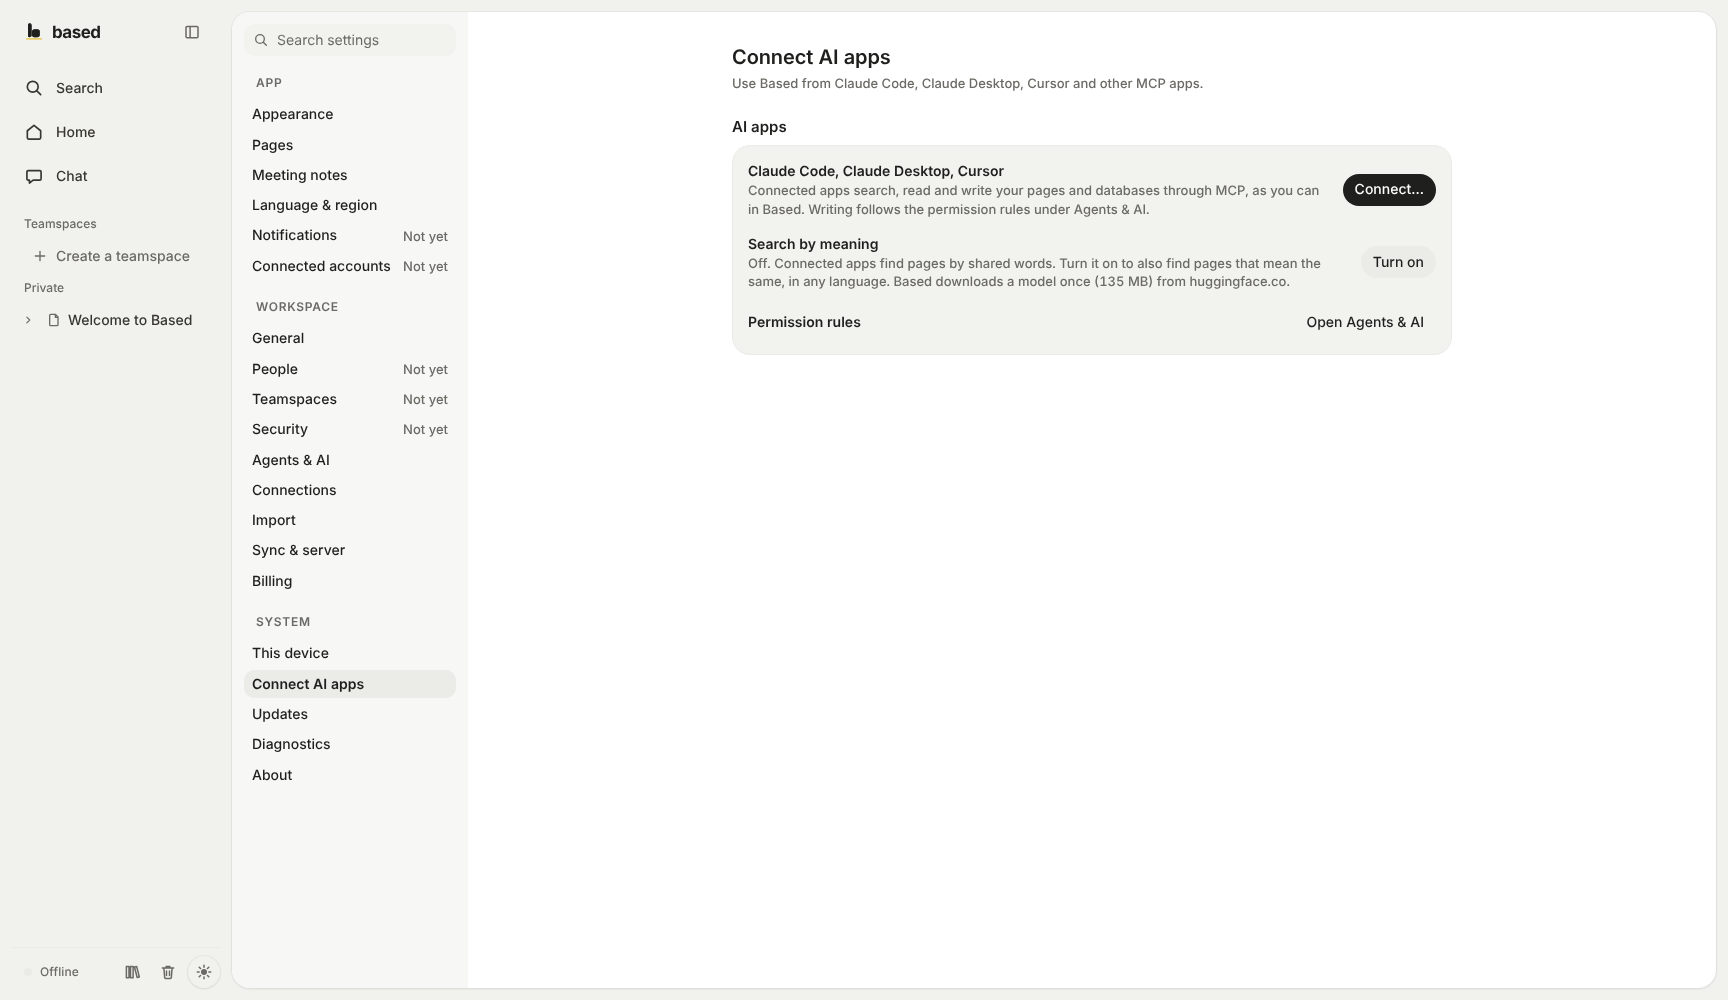 based
Search
Home
Chat
Teamspaces
Create a teamspace
Private
Welcome to Based
Offline
Search settings
APP
Appearance
Pages
Meeting notes
Language & region
Notifications Not yet
Connected accounts Not yet
WORKSPACE
General
People Not yet
Teamspaces Not yet
Security Not yet
Agents & AI
Connections
Import
Sync & server
Billing
SYSTEM
This device
Connect AI apps
Updates
Diagnostics
About
Connect AI apps
Use Based from Claude Code, Claude Desktop, Cursor and other MCP apps.
AI apps
Claude Code, Claude Desktop, Cursor
Connected apps search, read and write your pages and databases through MCP, as you can
in Based. Writing follows the permission rules under Agents & AI.
Connect...
Search by meaning
Off. Connected apps find pages by shared words. Turn it on to also find pages that mean the
same, in any language. Based downloads a model once (135 MB) from huggingface.co.
Turn on
Permission rules
Open Agents & AI